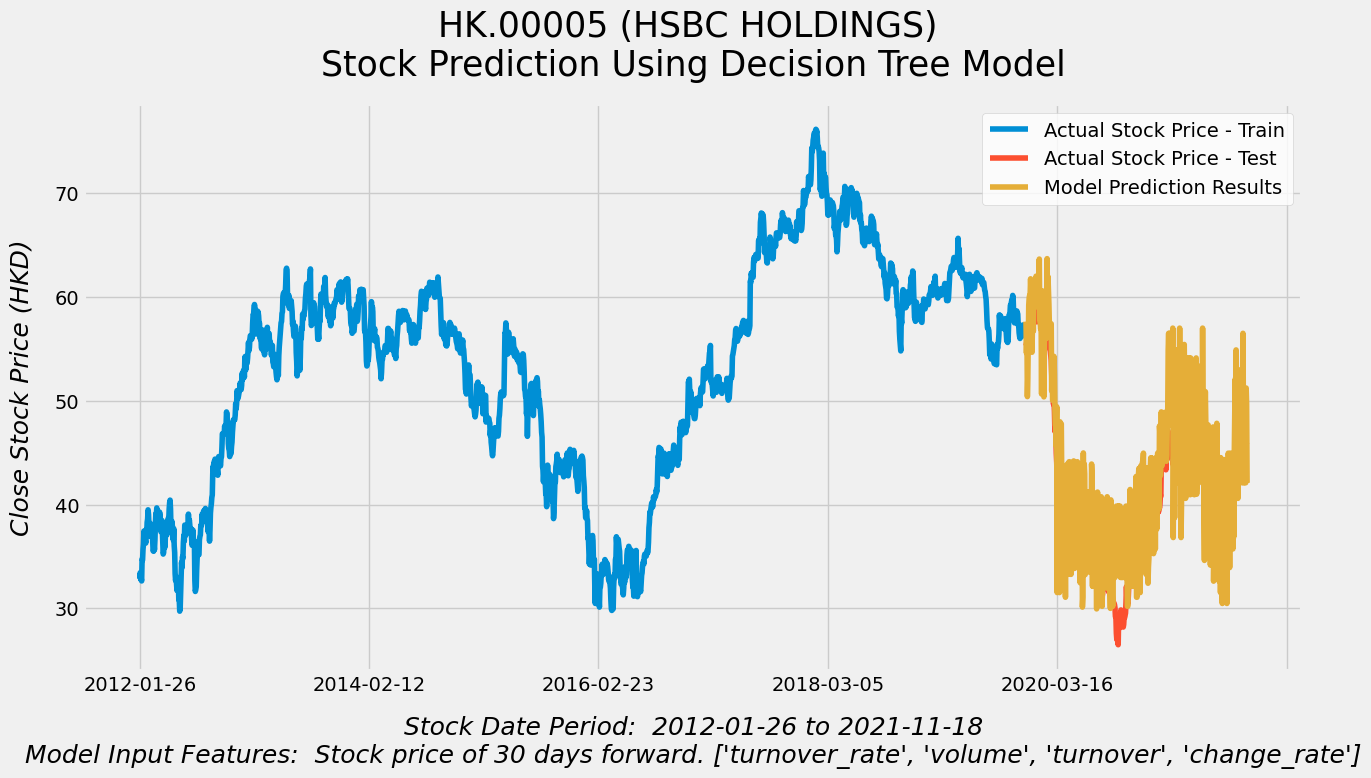 HK.00005 (HSBC HOLDINGS)
Stock Prediction Using Decision Tree Model
Actual Stock Price - Train
Actual Stock Price - Test
Model Prediction Results
Close Stock Price (HKD)
70
60
50
40
30
2012-01-26 2014-02-12 2016-02-23 2018-03-05 2020-03-16
Stock Date Period: 2012-01-26 to 2021-11-18
Model Input Features: Stock price of 30 days forward. ['turnover_rate', 'volume', 'turnover', 'change_rate']